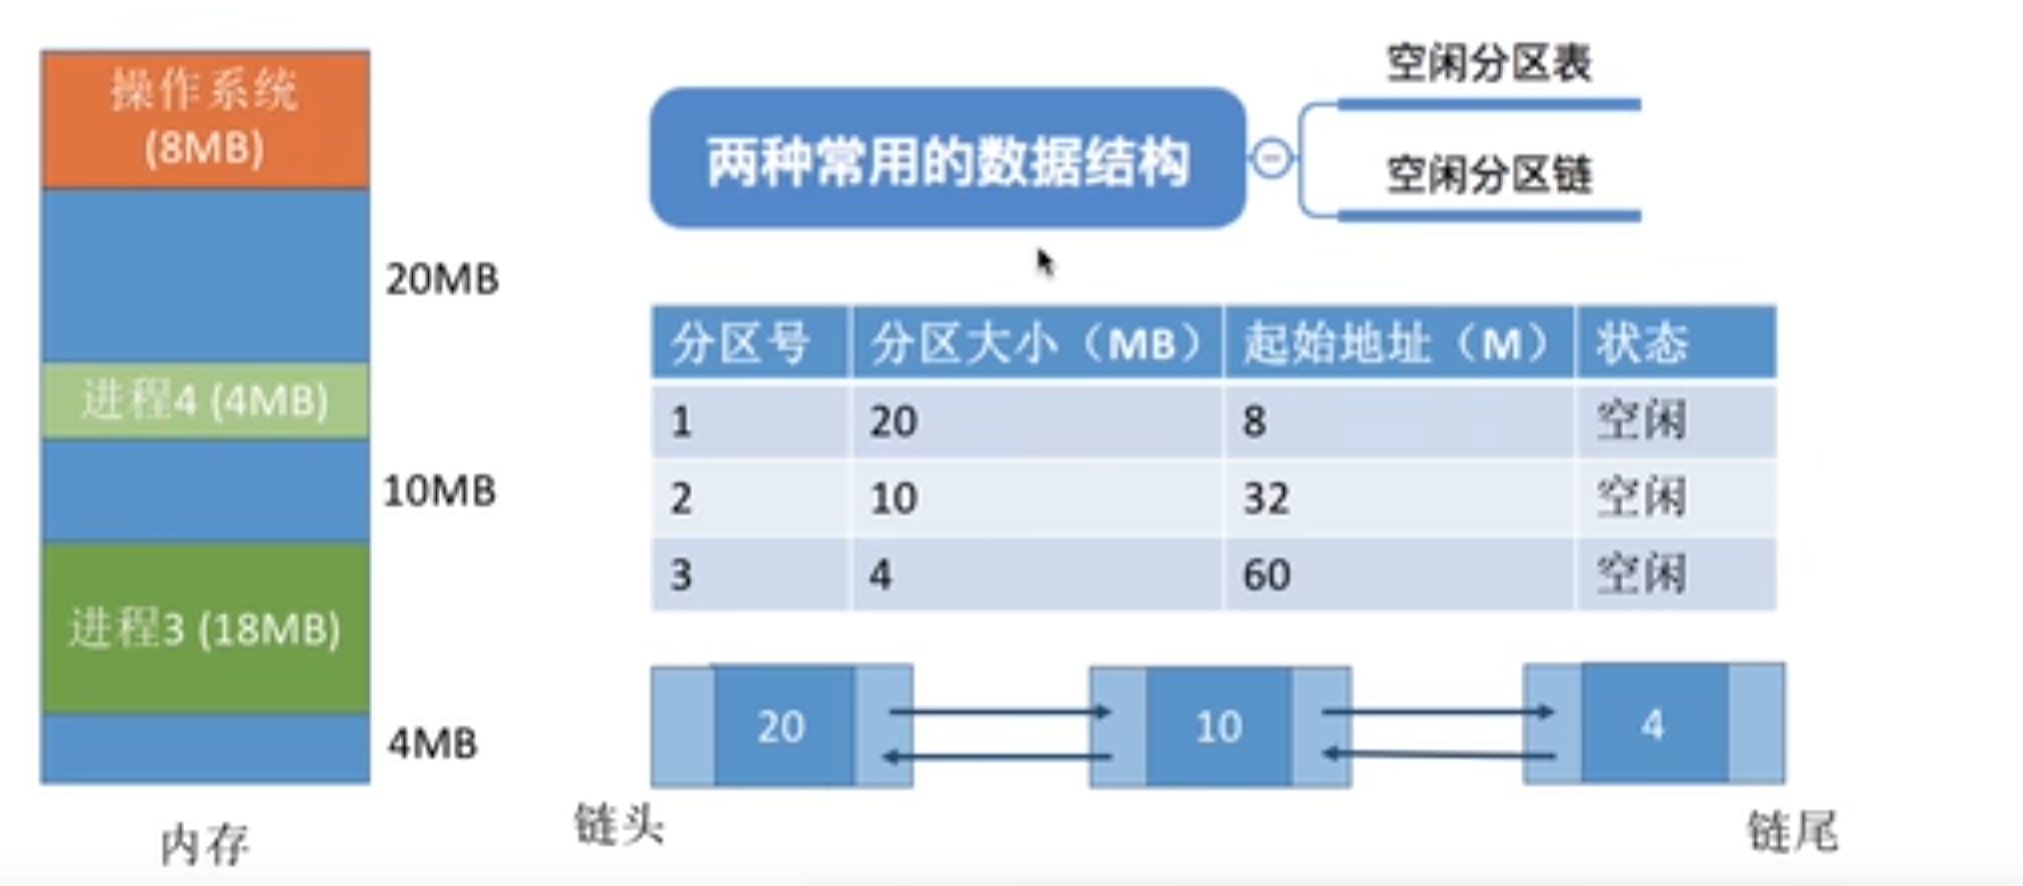 操作系统
(8MB)
20MB
进程4 (4MB)
10MB
进程3 (18MB)
4MB
内存
两种常用的数据结构
空闲分区表
空闲分区链
分区号 分区大小（MB） 起始地址（M） 状态
1 20 8 空闲
2 10 32 空闲
3 4 60 空闲
20 10 4
链头 链尾